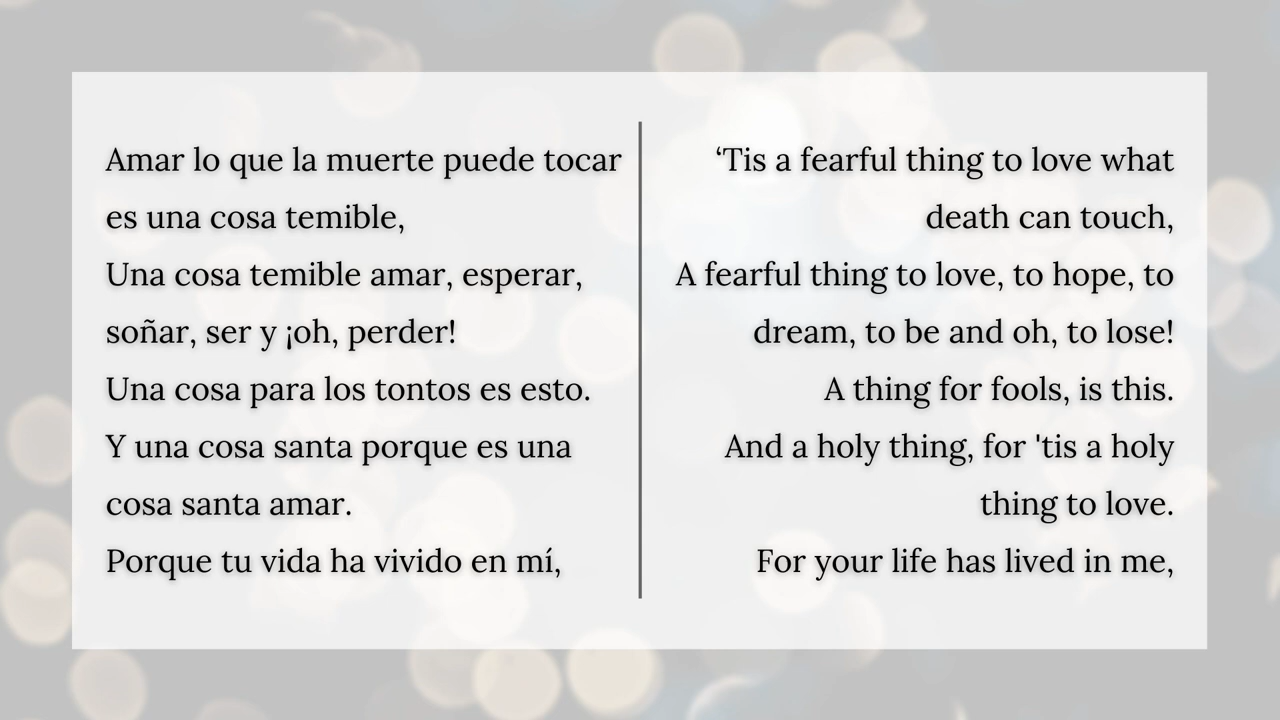 Amar lo que la muerte puede tocar
es una cosa temible,
Una cosa temible amar, esperar,
soñar, ser y ¡oh, perder!
Una cosa para los tontos es esto.
Y una cosa santa porque es una
cosa santa amar.
Porque tu vida ha vivido en mí,
‘Tis a fearful thing to love what
death can touch,
A fearful thing to love, to hope, to
dream, to be and oh, to lose!
A thing for fools, is this.
And a holy thing, for 'tis a holy
thing to love.
For your life has lived in me,